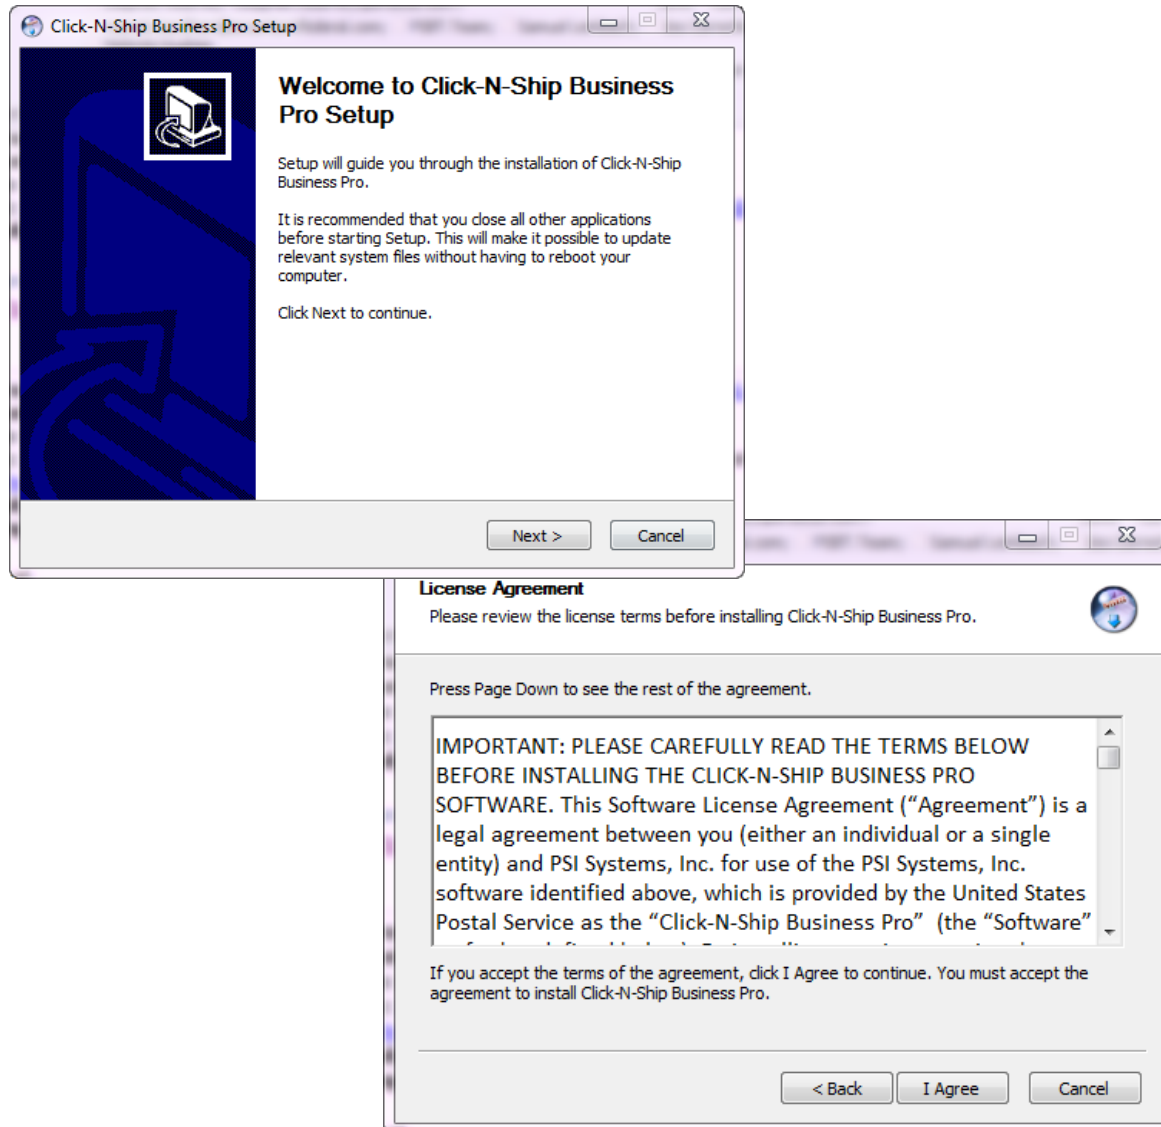 Click-N-Ship Business Pro Setup
Welcome to Click-N-Ship Business
Pro Setup
Setup will guide you through the installation of Click-N-Ship
Business Pro.
It is recommended that you close all other applications
before starting Setup. This will make it possible to update
relevant system files without having to reboot your
computer.
Click Next to continue.
Next >
Cancel
License Agreement
Please review the license terms before installing Click-N-Ship Business Pro.
Press Page Down to see the rest of the agreement.
IMPORTANT: PLEASE CAREFULLY READ THE TERMS BELOW
BEFORE INSTALLING THE CLICK-N-SHIP BUSINESS PRO
SOFTWARE. This Software License Agreement (“Agreement”) is a
legal agreement between you (either an individual or a single
entity) and PSI Systems, Inc. for use of the PSI Systems, Inc.
software identified above, which is provided by the United States
Postal Service as the “Click-N-Ship Business Pro” (the “Software”
If you accept the terms of the agreement, click I Agree to continue. You must accept the
agreement to install Click-N-Ship Business Pro.
< Back
I Agree
Cancel